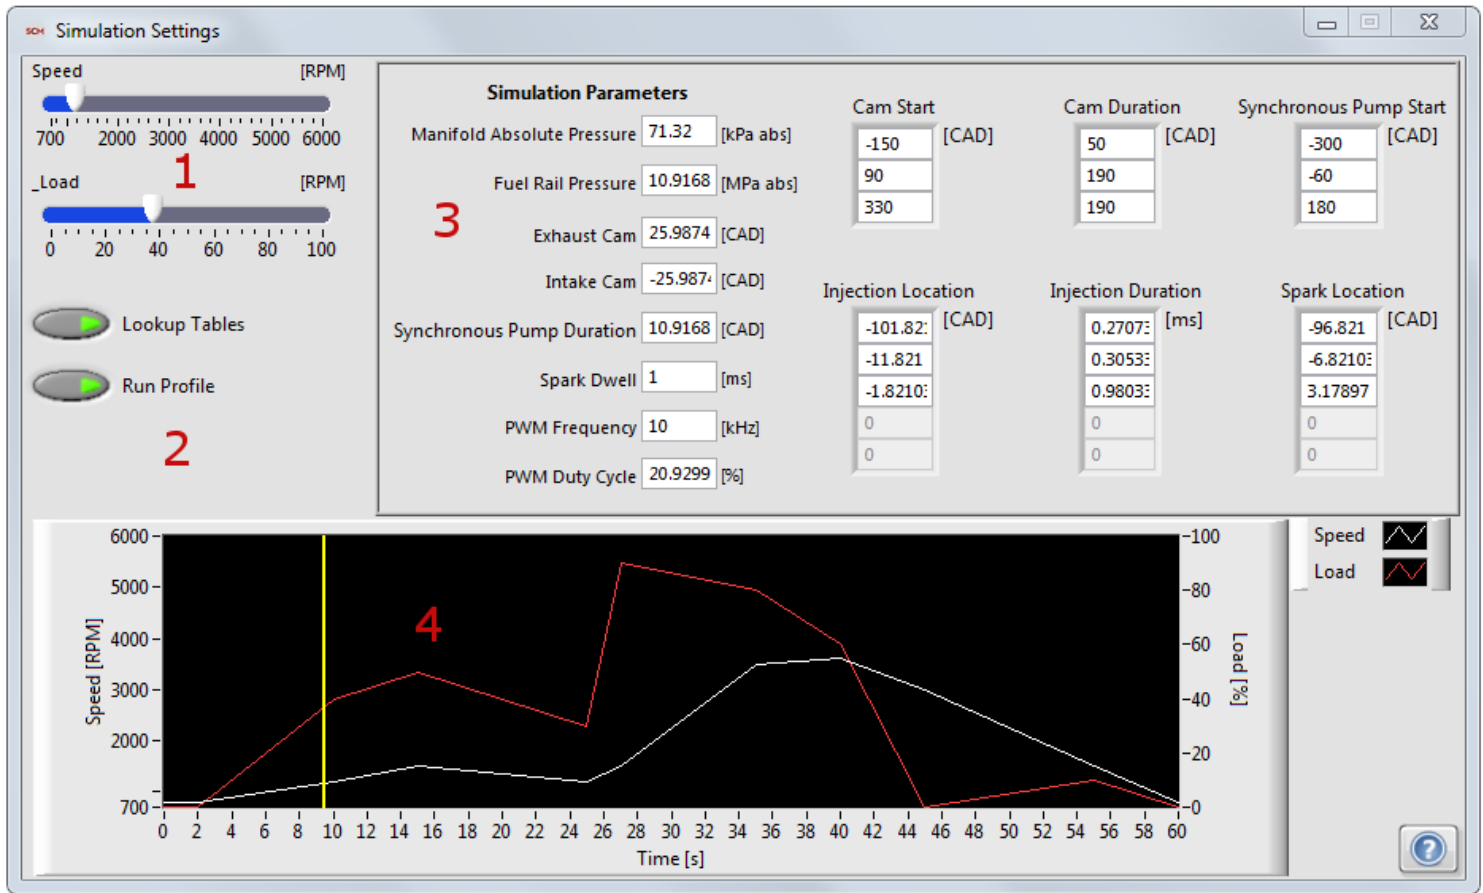 SCM Simulation Settings
Speed [RPM]
700 2000 3000 4000 5000 6000
1
_Load [RPM]
0 20 40 60 80 100
Lookup Tables
Run Profile
2
Simulation Parameters
Manifold Absolute Pressure 71.32 [kPa abs]
Fuel Rail Pressure 10.9168 [MPa abs]
3
Exhaust Cam 25.9874 [CAD]
Intake Cam -25.987 [CAD]
Synchronous Pump Duration 10.9168 [CAD]
Spark Dwell 1 [ms]
PWM Frequency 10 [kHz]
PWM Duty Cycle 20.9299 [%]
Cam Start
-150 [CAD]
90
330
Cam Duration
50 [CAD]
190
190
Synchronous Pump Start
-300 [CAD]
-60
180
Injection Location
-101.82 [CAD]
-11.821
-1.8210
0
0
Injection Duration
0.2707 [ms]
0.3053
0.9803
0
0
Spark Location
-96.821 [CAD]
-6.8210
3.17897
0
0
6000
5000
4000
3000
2000
700
Speed [RPM]
4
100
80
60
40
20
0
Load [%]
0 2 4 6 8 10 12 14 16 18 20 22 24 26 28 30 32 34 36 38 40 42 44 46 48 50 52 54 56 58 60
Time [s]
Speed
Load
?